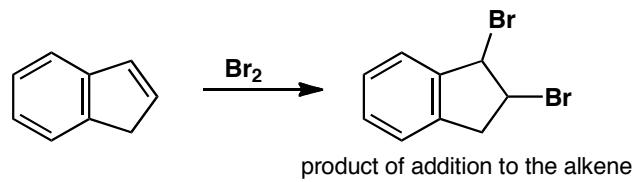 Br
Br₂
Br
product of addition to the alkene